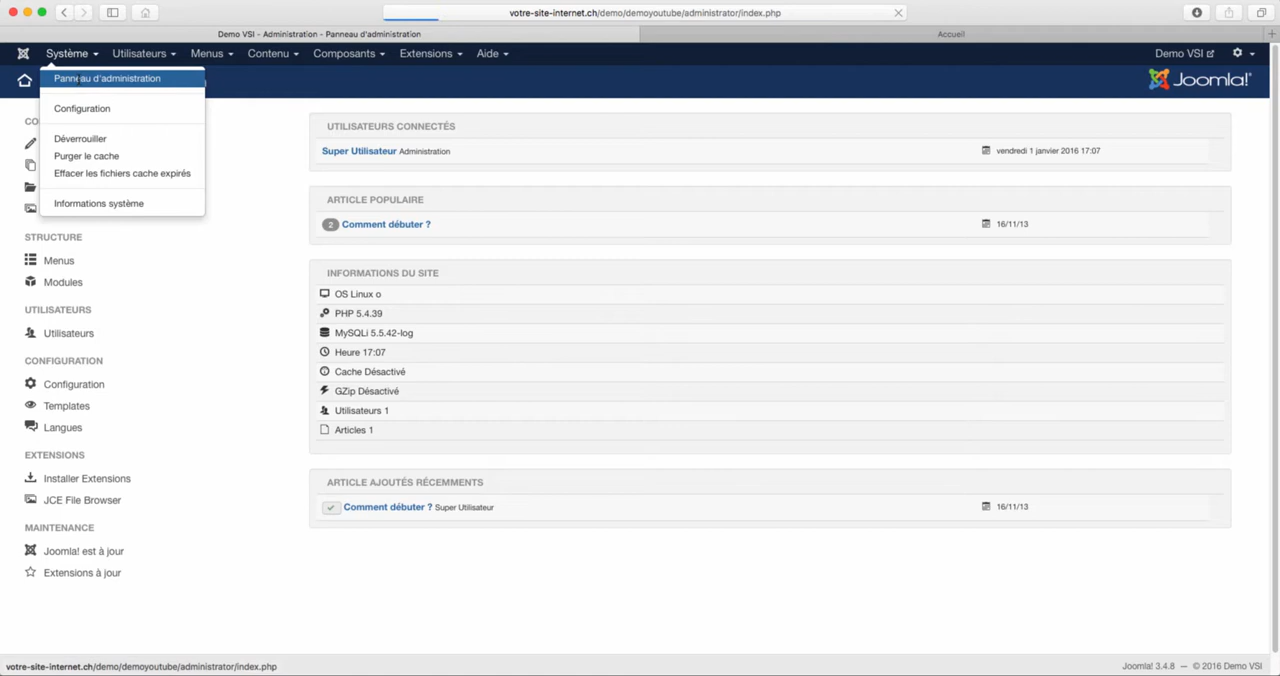 votre-site-internet.ch/demo/demoyoutube/administrator/index.php
Demo VSI - Administration - Panneau d'administration
Accueil
Système
Utilisateurs
Menus
Contenu
Composants
Extensions
Aide
Demo VSI
Panneau d'administration
Joomla!®
Configuration
Déverrouiller
Purger le cache
Effacer les fichiers cache expirés
Informations système
CO
STRUCTURE
Menus
Modules
UTILISATEURS
Utilisateurs
CONFIGURATION
Configuration
Templates
Langues
EXTENSIONS
Installer Extensions
JCE File Browser
MAINTENANCE
Joomla! est à jour
Extensions à jour
UTILISATEURS CONNECTÉS
Super Utilisateur Administration
vendredi 1 janvier 2016 17:07
ARTICLE POPULAIRE
2 Comment débuter ?
16/11/13
INFORMATIONS DU SITE
OS Linux o
PHP 5.4.39
MySQLi 5.5.42-log
Heure 17:07
Cache Désactivé
GZip Désactivé
Utilisateurs 1
Articles 1
ARTICLE AJOUTÉS RÉCEMMENTS
Comment débuter ? Super Utilisateur
16/11/13
votre-site-internet.ch/demo/demoyoutube/administrator/index.php
Joomla! 3.4.8 — © 2016 Demo VSI